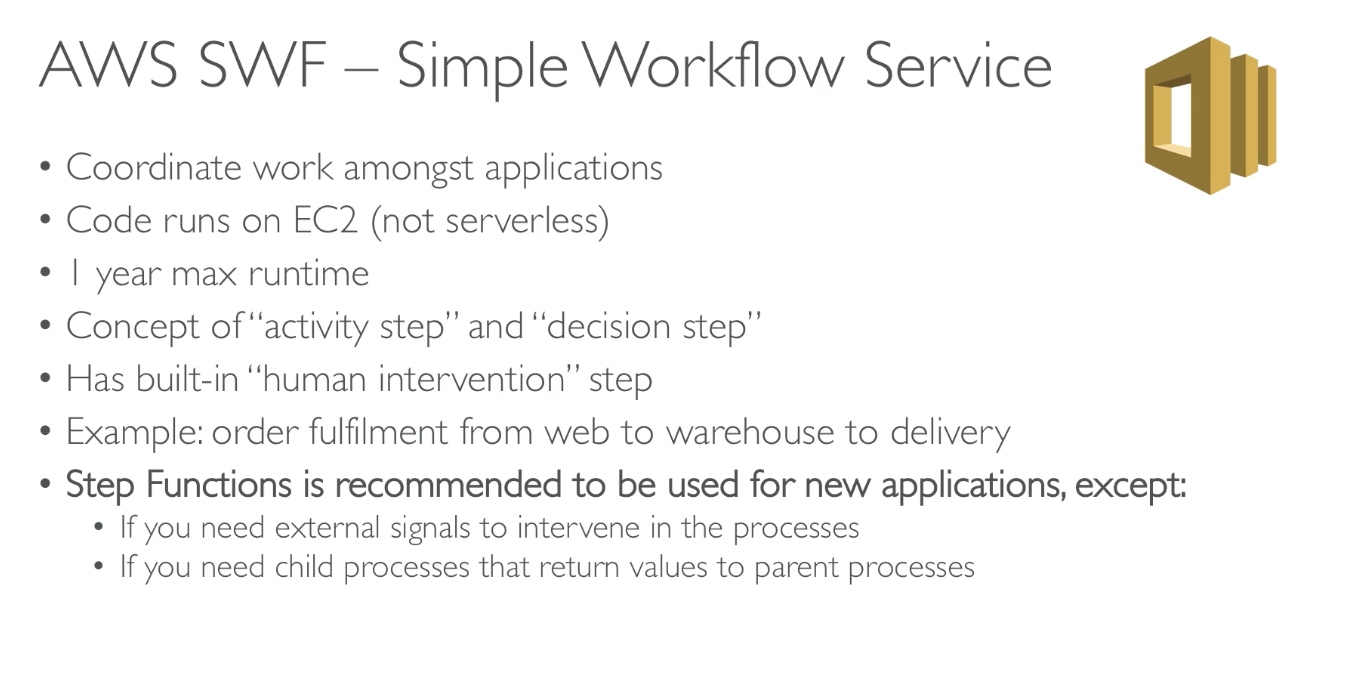 AWS SWF – Simple Workflow Service
• Coordinate work amongst applications
• Code runs on EC2 (not serverless)
• 1 year max runtime
• Concept of “activity step” and “decision step”
• Has built-in “human intervention” step
• Example: order fulfilment from web to warehouse to delivery
• Step Functions is recommended to be used for new applications, except:
• If you need external signals to intervene in the processes
• If you need child processes that return values to parent processes